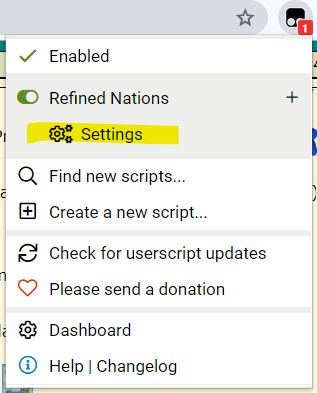 1
Enabled
Refined Nations
Settings
Find new scripts...
Create a new script...
Check for userscript updates
Please send a donation
Dashboard
Help | Changelog